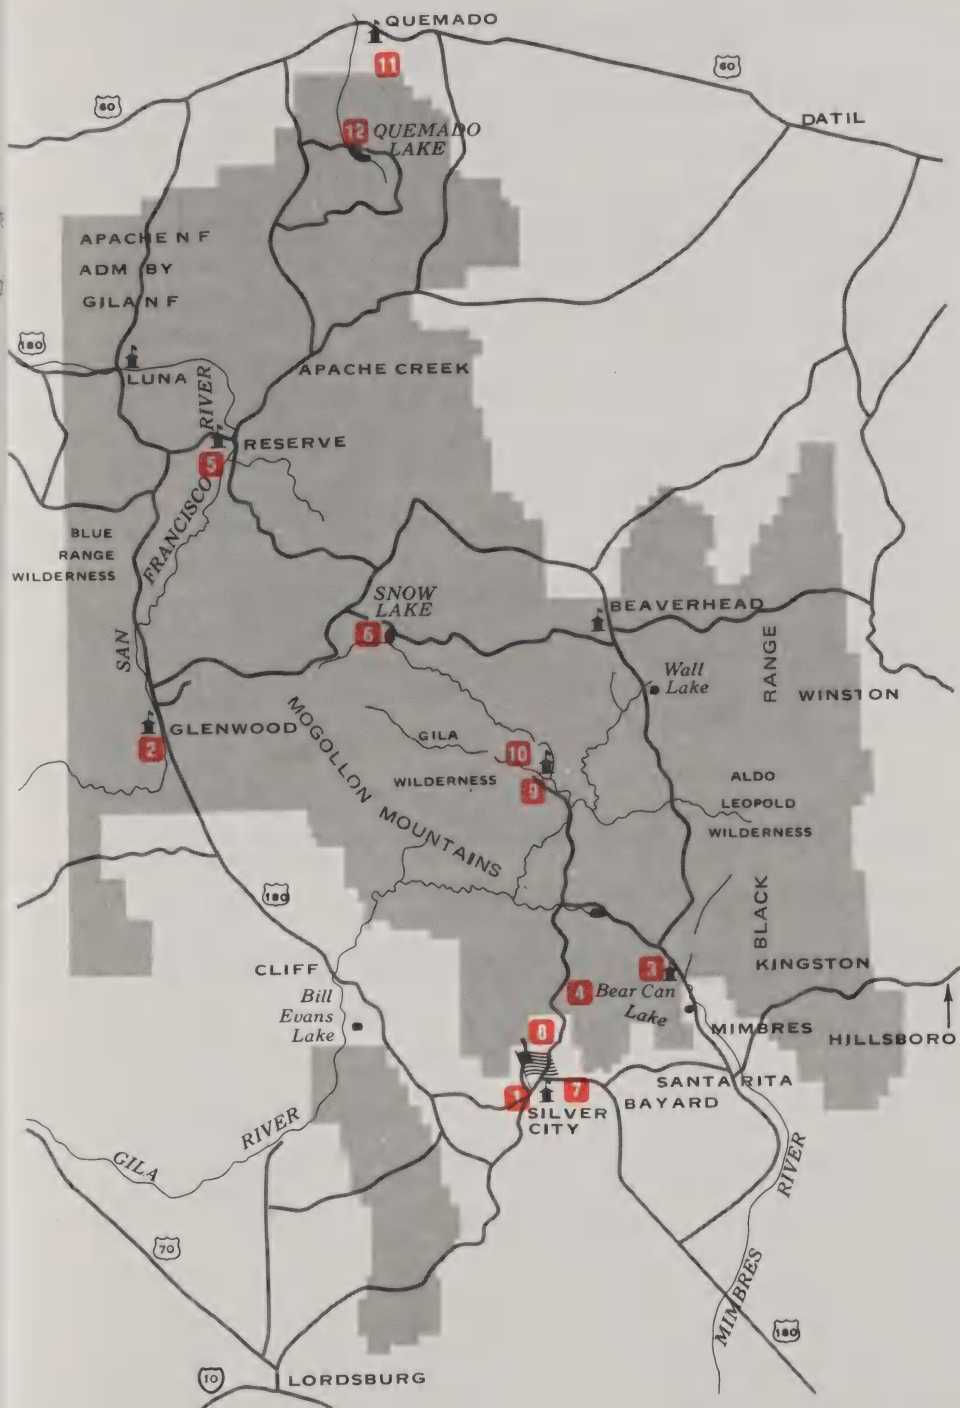 QUEMADO
11
60
60
DATIL
12 QUEMADO
LAKE
APACHE N F
ADM BY
GILA N F
180
LUNA
APACHE CREEK
RIVER
RESERVE
5
FRANCISCO
SAN
BLUE
RANGE
WILDERNESS
SNOW
LAKE
6
BEAVERHEAD
RANGE
Wall
Lake
WINSTON
GLENWOOD
2
MOGOLLON MOUNTAINS
GILA
WILDERNESS
10
9
ALDO
LEOPOLD
WILDERNESS
BLACK
180
CLIFF
KINGSTON
3
4
Bear Can
Lake
Bill
Evans
Lake
MIMBRES
HILLSBORO
8
SANTA RITA
1
7
BAYARD
SILVER
CITY
GILA
RIVER
MIMBRES
RIVER
70
180
10
LORDSBURG